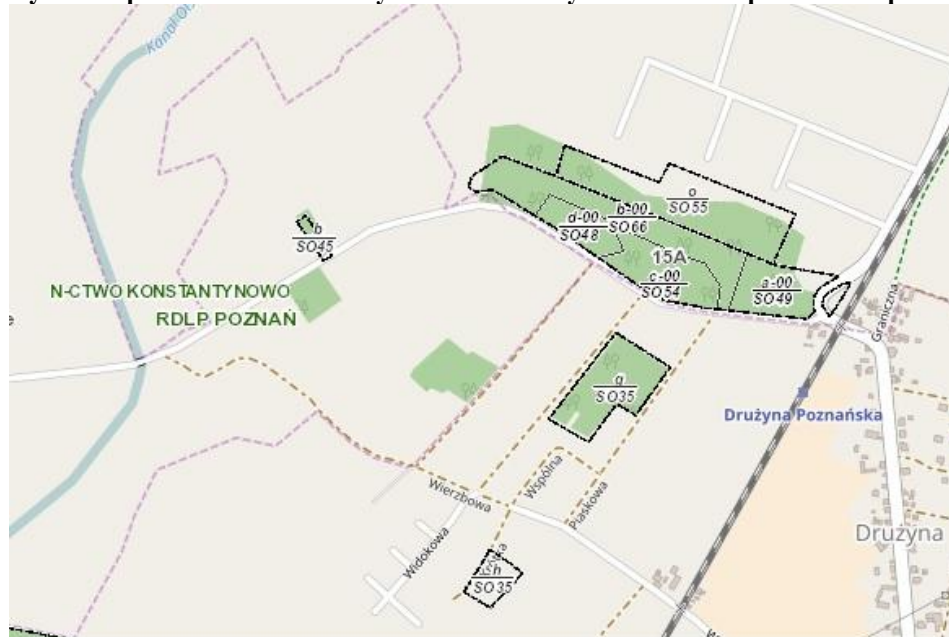 Kanał
o
SO55
b-00
SO66
d-00
SO48
15A
c-00
SO54
a-00
SO49
b
SO45
N-CTWO KONSTANTYNOWO
RDLP POZNAŃ
Graniczna
g
SO35
Drużyna Poznańska
Wspólna
Piaskowa
Wierzbowa
Widokowa
Drużyna
h
SO35